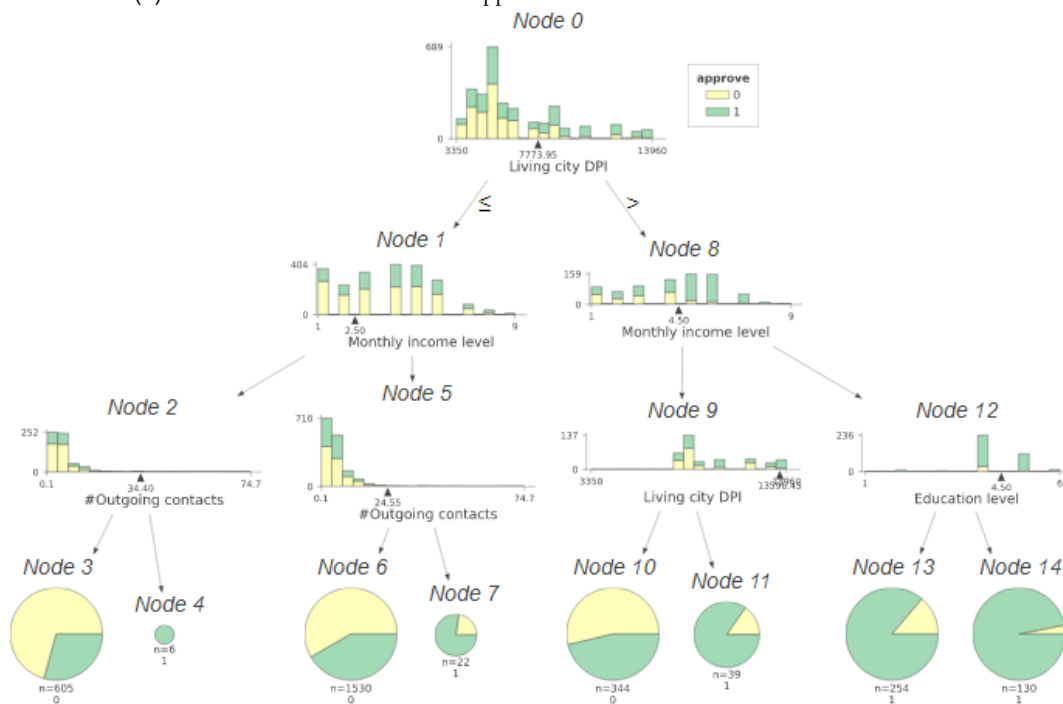 Node 0
689
0
3350
7773.95
13960
Living city DPI
approve
0
1
≤
>
Node 1
404
0
1
2.50
9
Monthly income level
Node 8
159
0
1
4.50
9
Monthly income level
Node 2
252
0
0.1
34.40
74.7
#Outgoing contacts
Node 5
710
0
0.1
24.55
74.7
#Outgoing contacts
Node 9
137
0
3350
Living city DPI
Node 12
236
0
1
4.50
6
Education level
Node 3
n=605
0
Node 4
n=6
1
Node 6
n=1530
0
Node 7
n=22
1
Node 10
n=344
0
Node 11
n=39
1
Node 13
n=254
1
Node 14
n=130
1